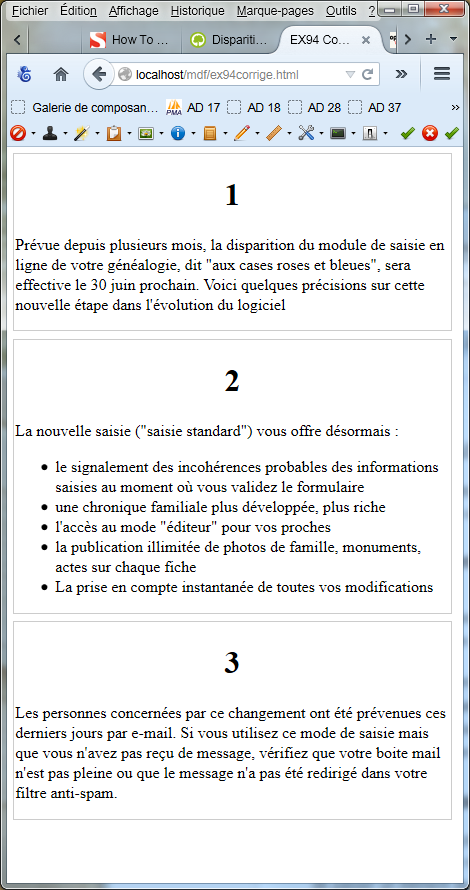 Fichier Édition Affichage Historique Marque-pages Outils ?
How To ... Dispariti... EX94 Co...
localhost/mdf/ex94corrige.html
Galerie de composan... AD 17 AD 18 AD 28 AD 37
1
Prévue depuis plusieurs mois, la disparition du module de saisie en
ligne de votre généalogie, dit "aux cases roses et bleues", sera
effective le 30 juin prochain. Voici quelques précisions sur cette
nouvelle étape dans l'évolution du logiciel
2
La nouvelle saisie ("saisie standard") vous offre désormais :
le signalement des incohérences probables des informations
saisies au moment où vous validez le formulaire
une chronique familiale plus développée, plus riche
l'accès au mode "éditeur" pour vos proches
la publication illimitée de photos de famille, monuments,
actes sur chaque fiche
La prise en compte instantanée de toutes vos modifications
3
Les personnes concernées par ce changement ont été prévenues ces
derniers jours par e-mail. Si vous utilisez ce mode de saisie mais
que vous n'avez pas reçu de message, vérifiez que votre boite mail
n'est pas pleine ou que le message n'a pas été redirigé dans votre
filtre anti-spam.